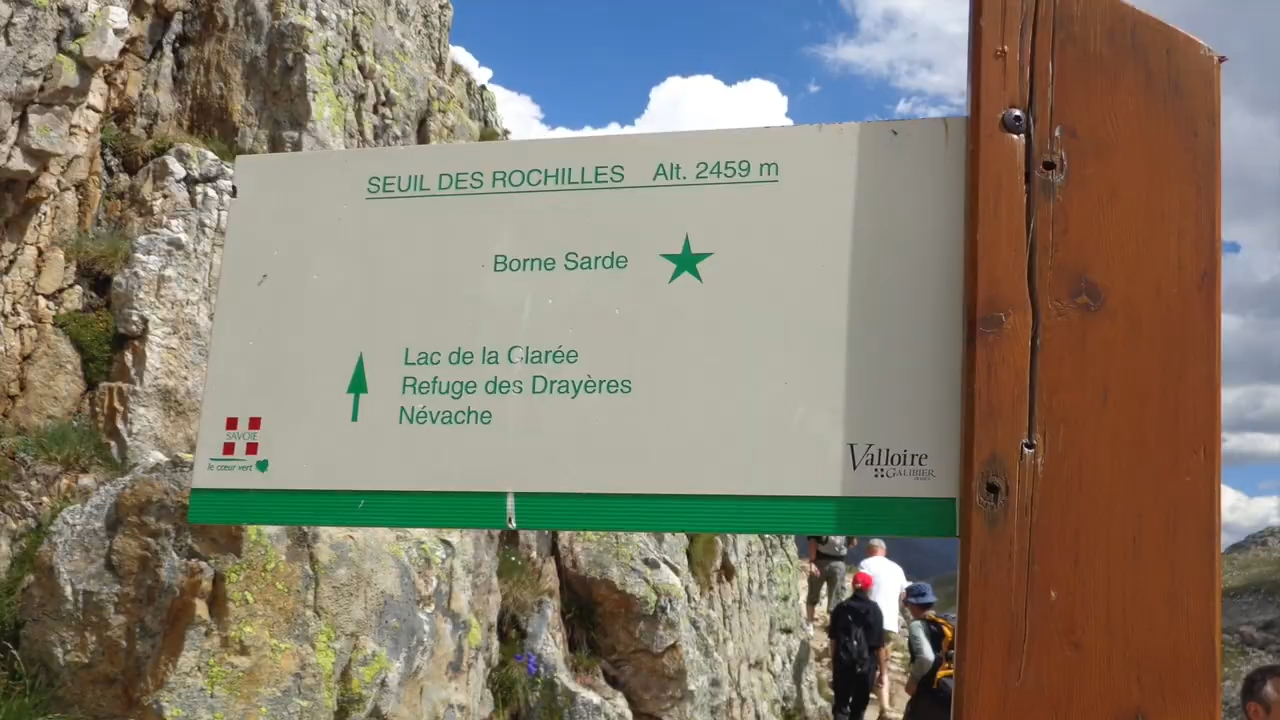 SEUIL DES ROCHILLES Alt. 2459 m
Borne Sarde
Lac de la Clarée
Refuge des Drayères
Névache
SAVOIE
le cœur vert
Valloire
GALIBIER